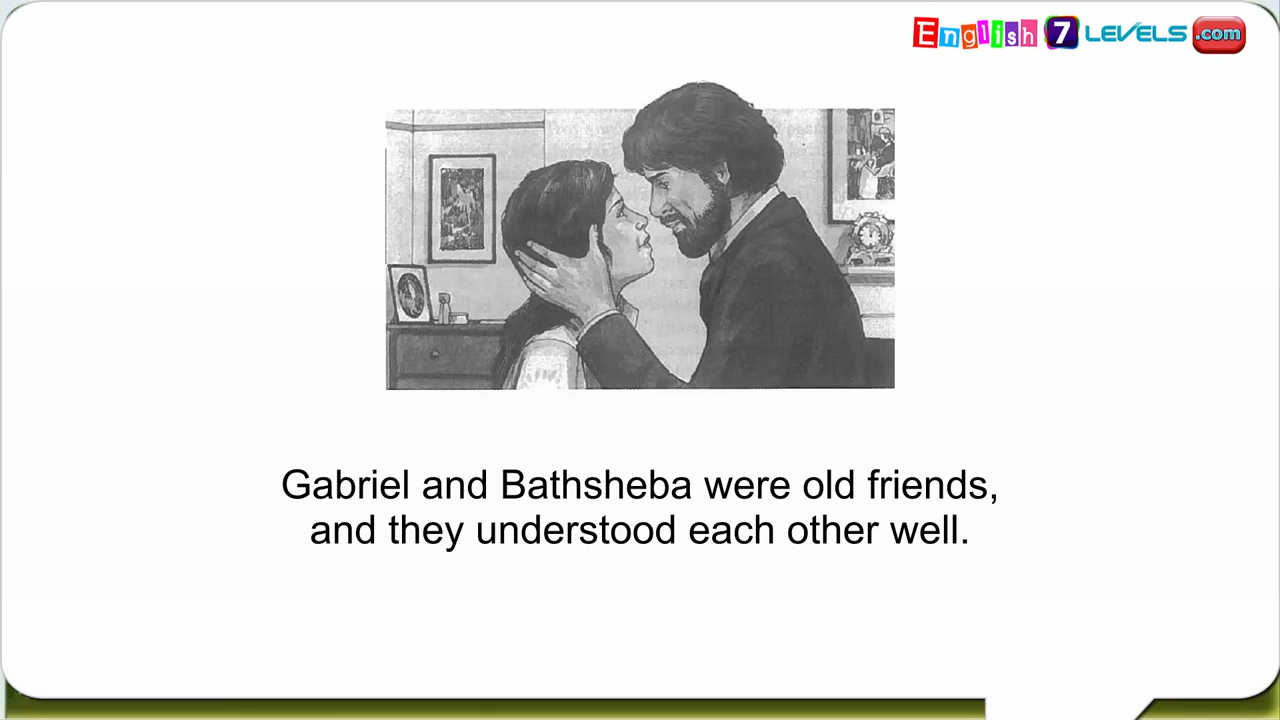 English 7 LEVELS .com
Gabriel and Bathsheba were old friends,
and they understood each other well.